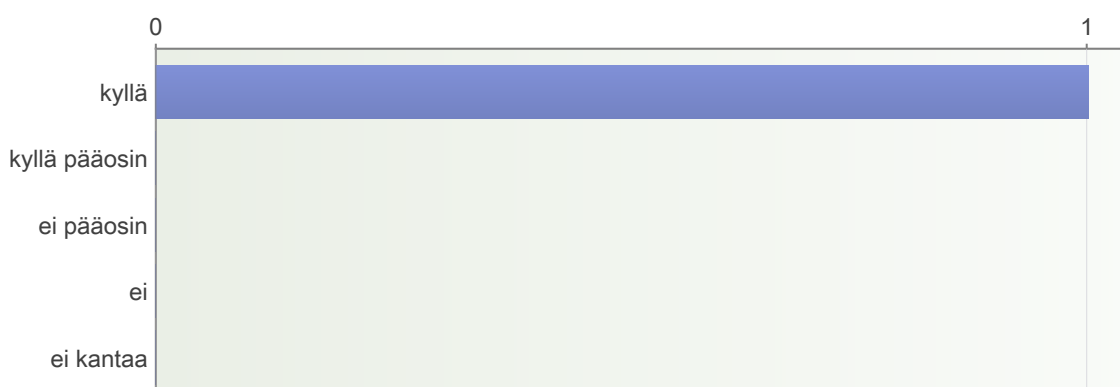 0 1
kyllä
kyllä pääosin
ei pääosin
ei
ei kantaa